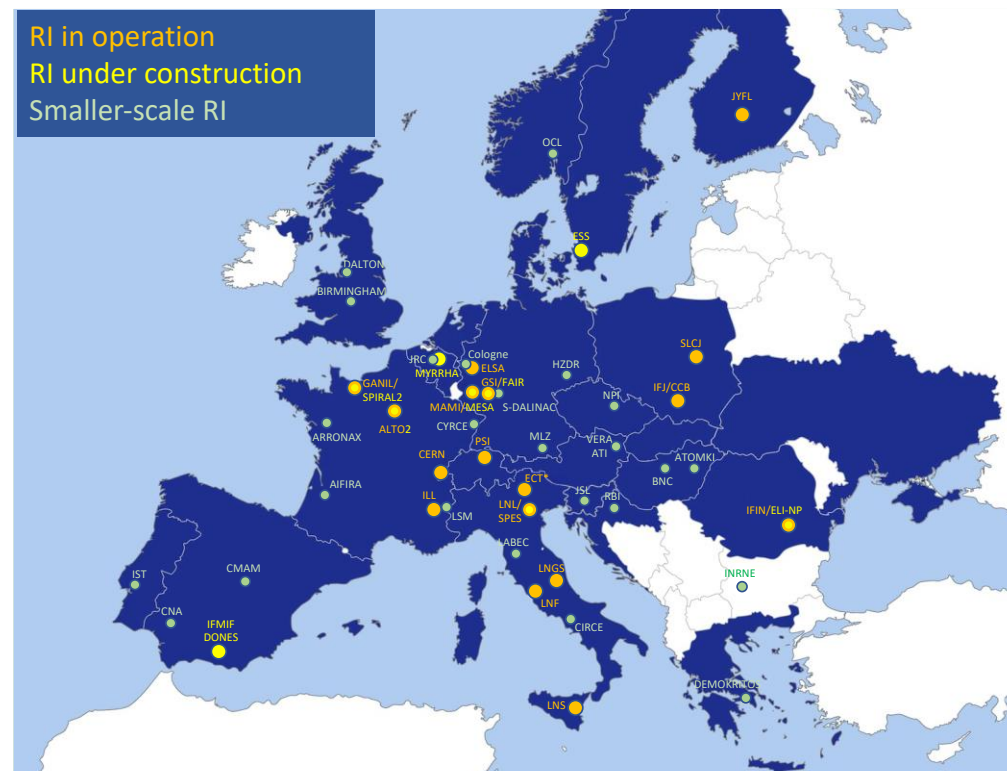 RI in operation
RI under construction
Smaller-scale RI
JYFL
OCL
ESS
DALTON
BIRMINGHAM
SLCJ
JRC
Cologne
MYRRHA
ELSA
HZDR
GANIL/
SPIRAL2
GSI/FAIR
IFJ/CCB
NPI
MAMI/MESA
S-DALINAC
ALTO2
CYRCE
ARRONAX
MLZ
VERA
ATI
PSI
ATOMKI
BNC
CERN
AIFIRA
ECT*
ILL
LSM
LNL/
SPES
JSL
RBI
IFIN/ELI-NP
LABEC
IST
CMAM
LNGS
INRNE
LNF
CNA
IFMIF
DONES
CIRCE
DEMOKRITOS
LNS